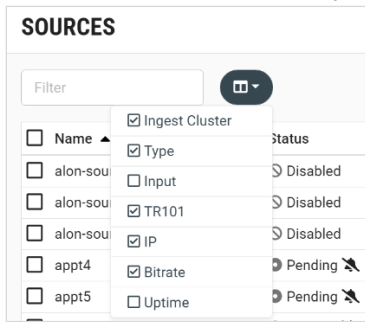 SOURCES
Filter
Ingest Cluster
Name
Status
Type
alon-sou
Disabled
Input
alon-sou
Disabled
TR101
alon-sou
Disabled
IP
appt4
Pending
Bitrate
appt5
Pending
Uptime